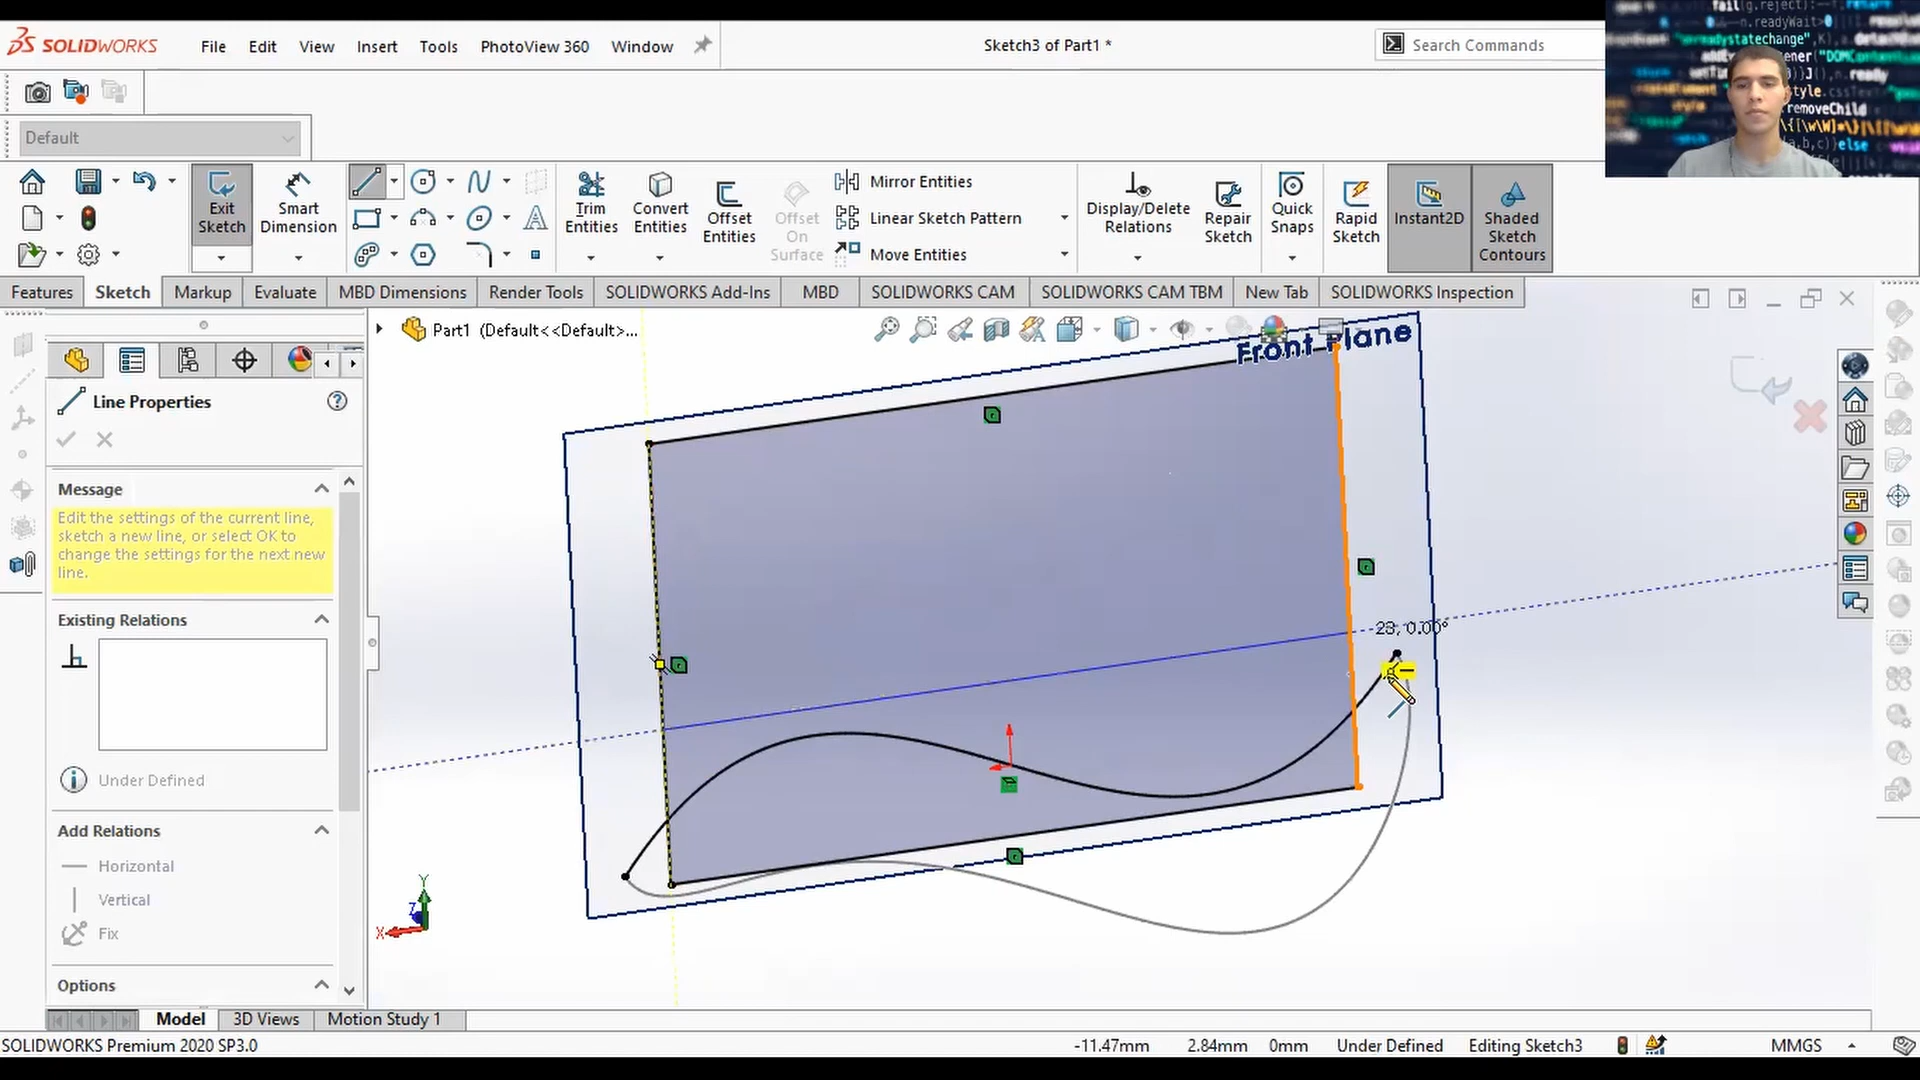 SOLIDWORKS File Edit View Insert Tools PhotoView 360 Window Sketch3 of Part1 * Search Commands
Default
Exit Sketch
Smart Dimension
Trim Entities
Convert Entities
Offset Entities
Offset On Surface
Mirror Entities
Linear Sketch Pattern
Move Entities
Display/Delete Relations
Repair Sketch
Quick Snaps
Rapid Sketch
Instant2D
Shaded Sketch Contours
Features Sketch Markup Evaluate MBD Dimensions Render Tools SOLIDWORKS Add-Ins MBD SOLIDWORKS CAM SOLIDWORKS CAM TBM New Tab SOLIDWORKS Inspection
Part1 (Default<<Default>...
Front Plane
Line Properties
Message
Edit the settings of the current line,
sketch a new line, or select OK to
change the settings for the next new
line.
Existing Relations
Under Defined
Add Relations
Horizontal
Vertical
Fix
Options
23, 0.00°
Y
Z
X
Model 3D Views Motion Study 1
SOLIDWORKS Premium 2020 SP3.0 -11.47mm 2.84mm 0mm Under Defined Editing Sketch3 MMGS